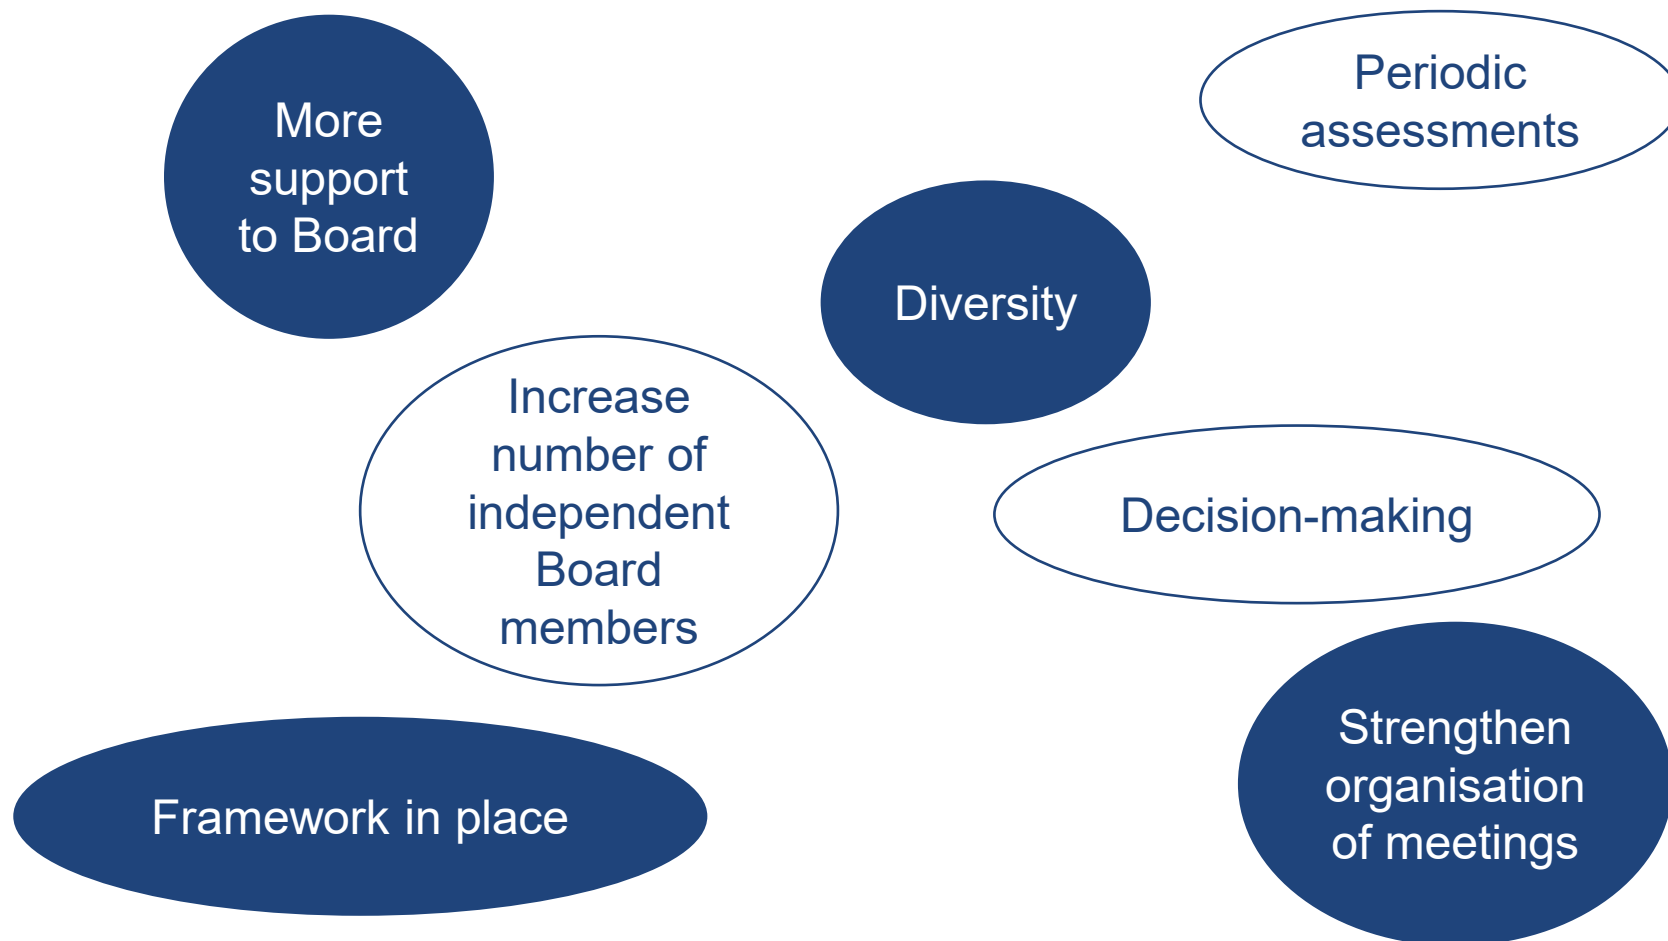 More
support
to Board
Periodic
assessments
Diversity
Increase
number of
independent
Board
members
Decision-making
Strengthen
organisation
of meetings
Framework in place